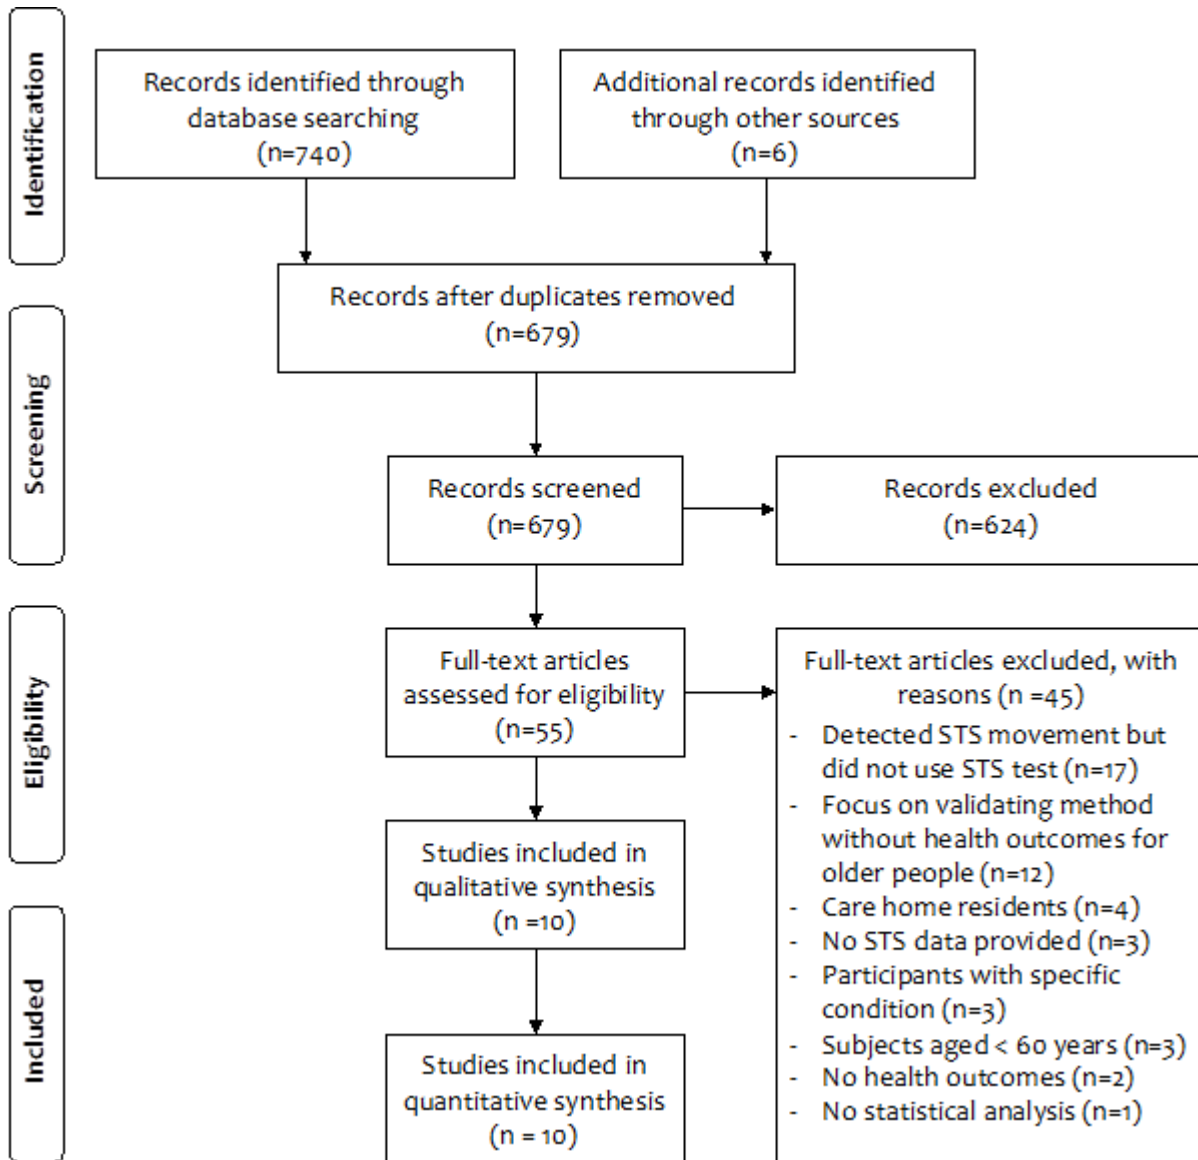 Identification
Records identified through
database searching
(n=740)
Additional records identified
through other sources
(n=6)
Records after duplicates removed
(n=679)
Screening
Records screened
(n=679)
Records excluded
(n=624)
Eligibility
Full-text articles
assessed for eligibility
(n=55)
Full-text articles excluded, with
reasons (n =45)
- Detected STS movement but
did not use STS test (n=17)
- Focus on validating method
without health outcomes for
older people (n=12)
- Care home residents (n=4)
- No STS data provided (n=3)
- Participants with specific
condition (n=3)
- Subjects aged < 60 years (n=3)
- No health outcomes (n=2)
- No statistical analysis (n=1)
Studies included in
qualitative synthesis
(n =10)
Included
Studies included in
quantitative synthesis
(n = 10)